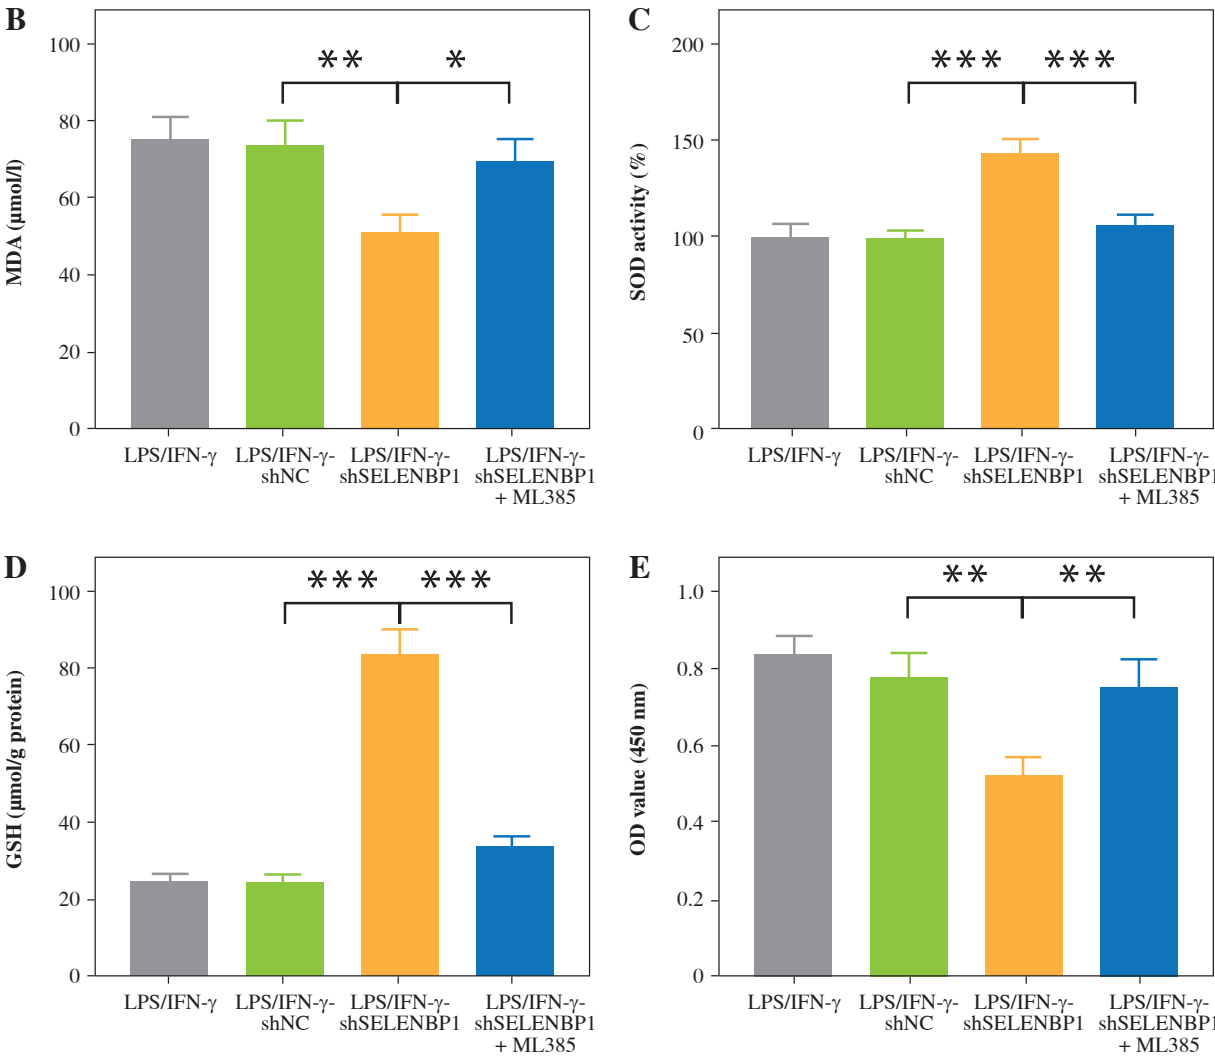 B
MDA (µmol/l)
100
80
60
40
20
0
** *
LPS/IFN-γ
LPS/IFN-γ-
shNC
LPS/IFN-γ-
shSELENBP1
LPS/IFN-γ-
shSELENBP1
+ ML385
C
SOD activity (%)
200
150
100
50
0
*** ***
LPS/IFN-γ
LPS/IFN-γ-
shNC
LPS/IFN-γ-
shSELENBP1
LPS/IFN-γ-
shSELENBP1
+ ML385
D
GSH (µmol/g protein)
100
80
60
40
20
0
*** ***
LPS/IFN-γ
LPS/IFN-γ-
shNC
LPS/IFN-γ-
shSELENBP1
LPS/IFN-γ-
shSELENBP1
+ ML385
E
OD value (450 nm)
1.0
0.8
0.6
0.4
0.2
0
** **
LPS/IFN-γ
LPS/IFN-γ-
shNC
LPS/IFN-γ-
shSELENBP1
LPS/IFN-γ-
shSELENBP1
+ ML385